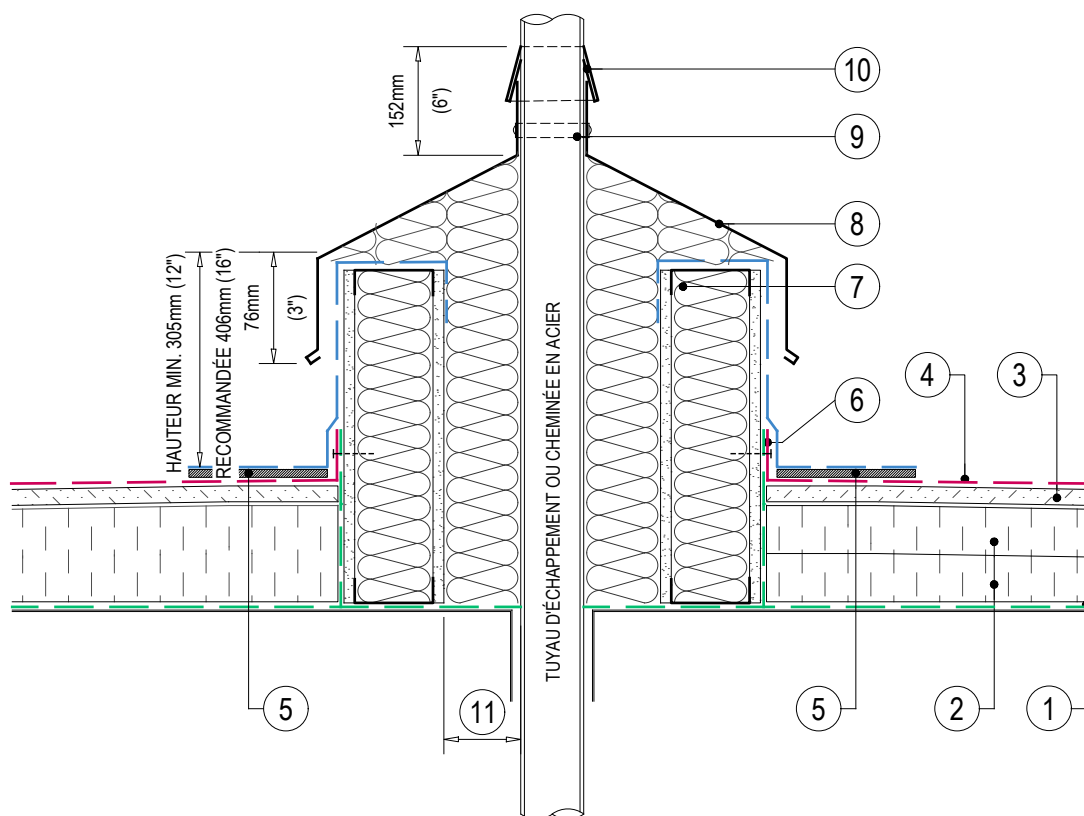 10
152mm
(6")
9
8
HAUTEUR MIN. 305mm (12")
RECOMMANDÉE 406mm (16")
76mm
(3")
7
TUYAU D'ÉCHAPPEMENT OU CHEMINÉE EN ACIER
6
4
3
5
11
5
2
1